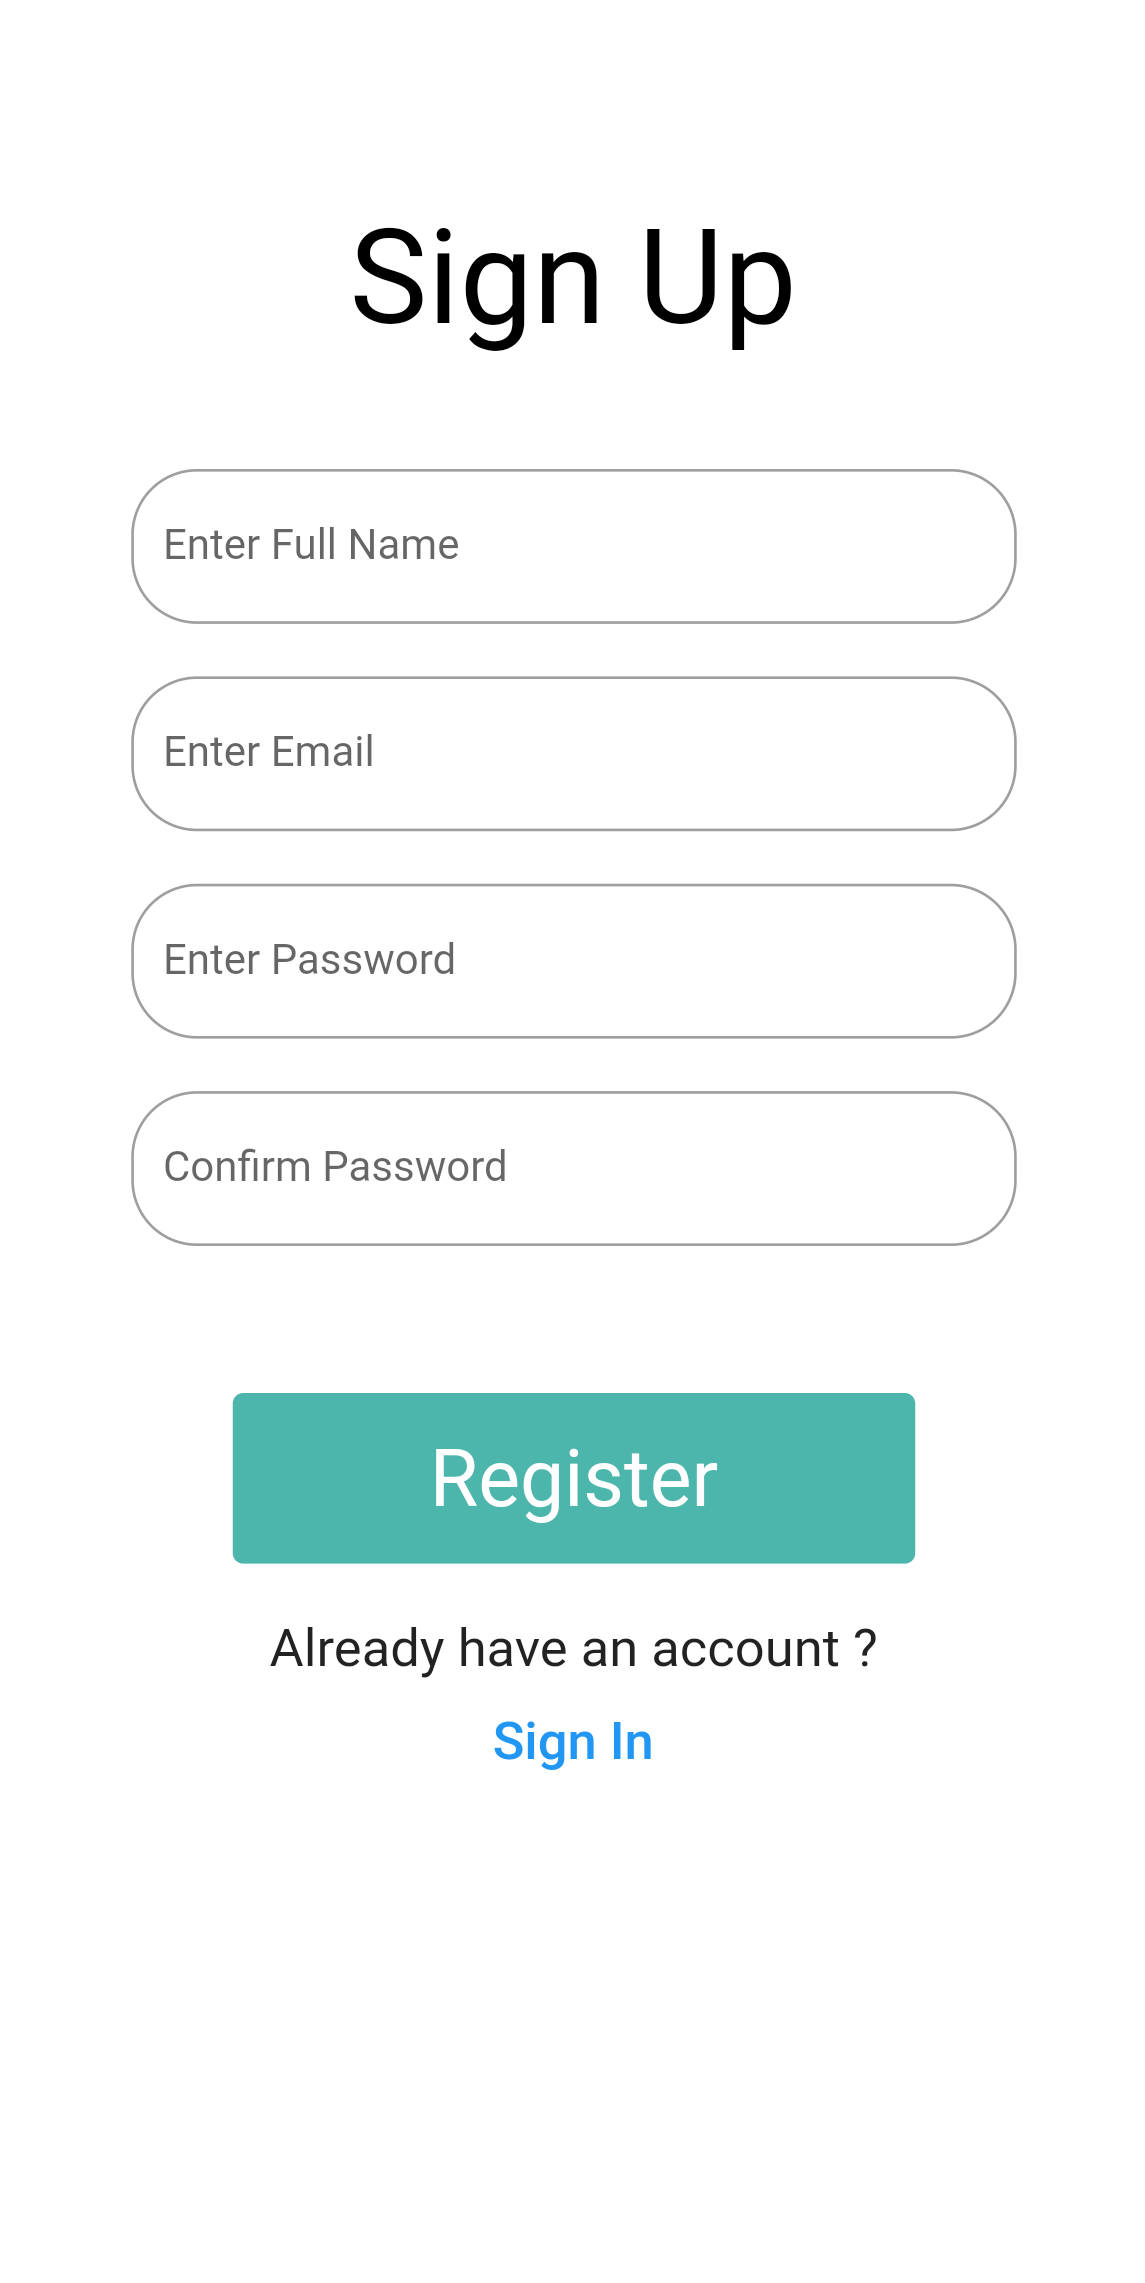 Sign Up
Enter Full Name
Enter Email
Enter Password
Confirm Password
Register
Already have an account ?
Sign In